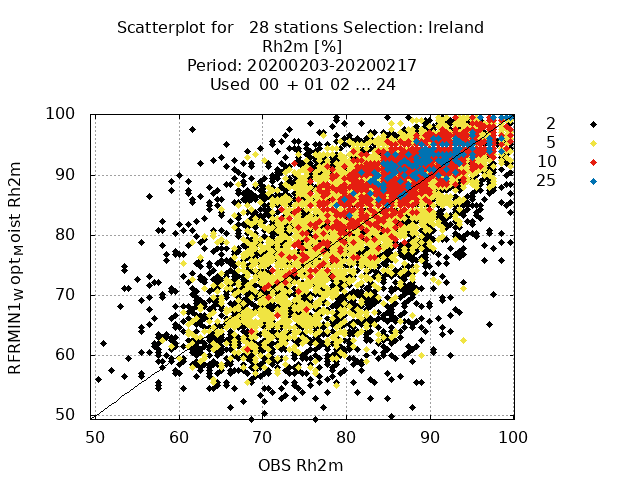 Scatterplot for   28 stations Selection: Ireland
Rh2m [%]
Period: 20200203-20200217
Used  00 + 01 02 ... 24
RFRMIN1_W opt_Moist Rh2m
100
90
80
70
60
50
50 60 70 80 90 100
OBS Rh2m
2
5
10
25